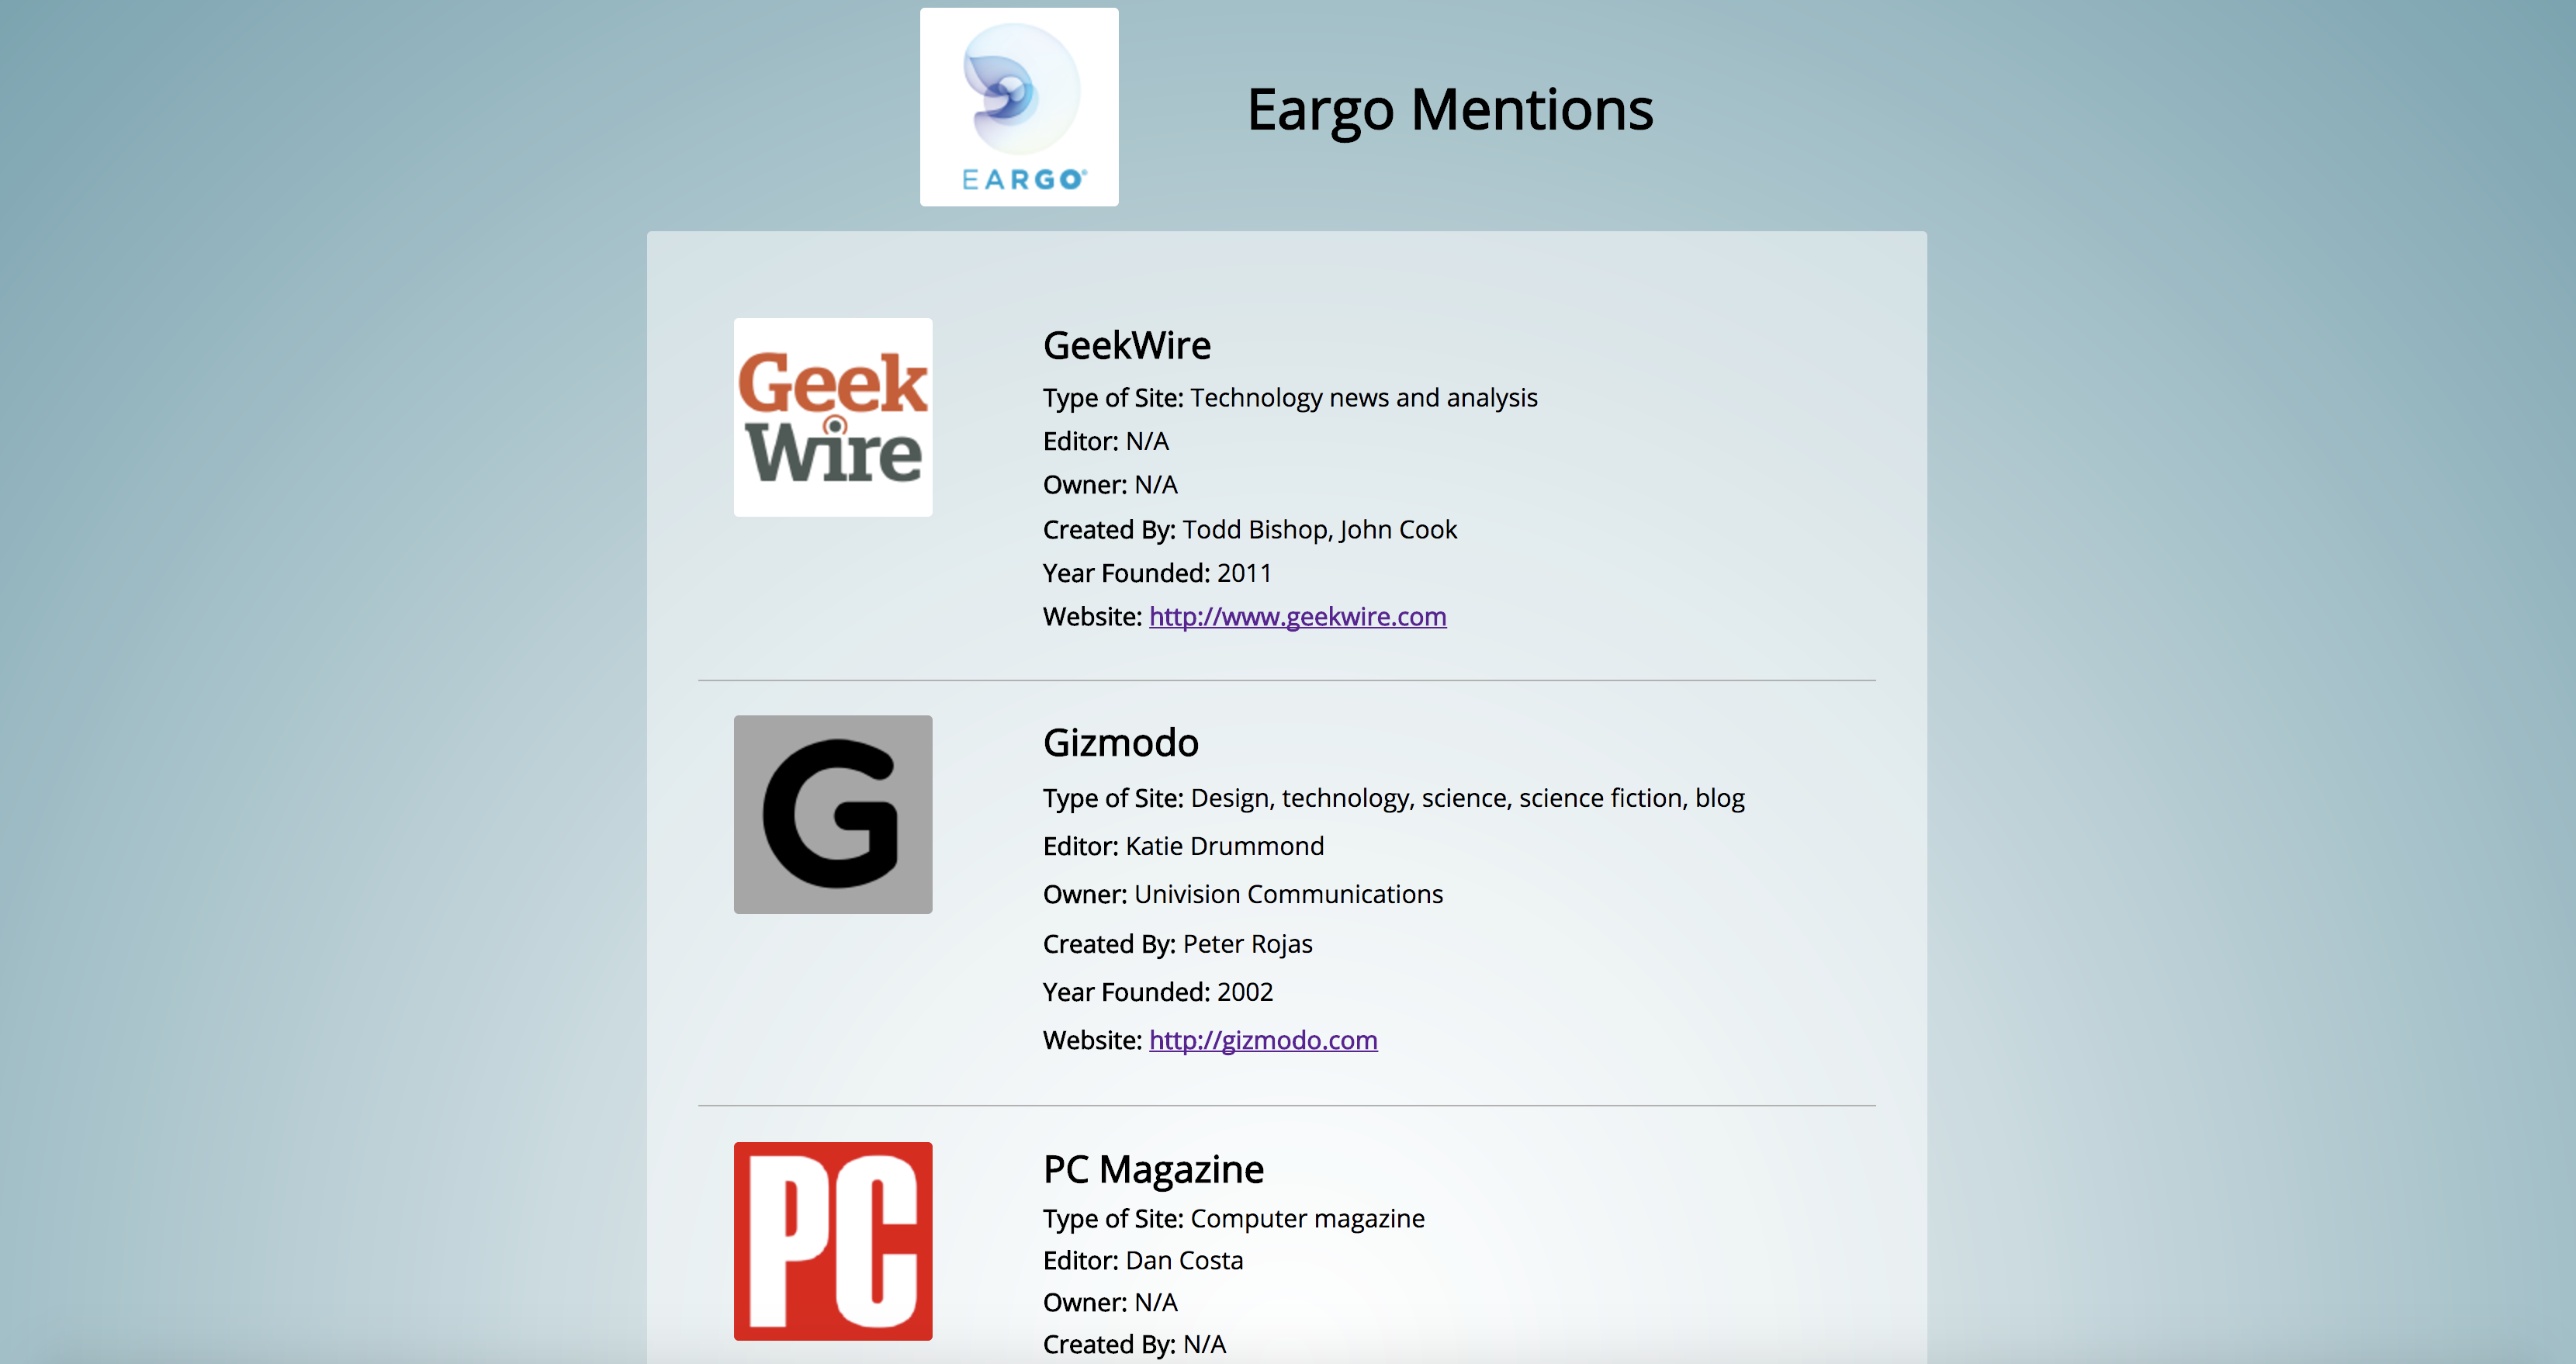 EARGO®
Eargo Mentions
Geek
Wire
GeekWire
Type of Site: Technology news and analysis
Editor: N/A
Owner: N/A
Created By: Todd Bishop, John Cook
Year Founded: 2011
Website: http://www.geekwire.com
G
Gizmodo
Type of Site: Design, technology, science, science fiction, blog
Editor: Katie Drummond
Owner: Univision Communications
Created By: Peter Rojas
Year Founded: 2002
Website: http://gizmodo.com
PC
PC Magazine
Type of Site: Computer magazine
Editor: Dan Costa
Owner: N/A
Created By: N/A